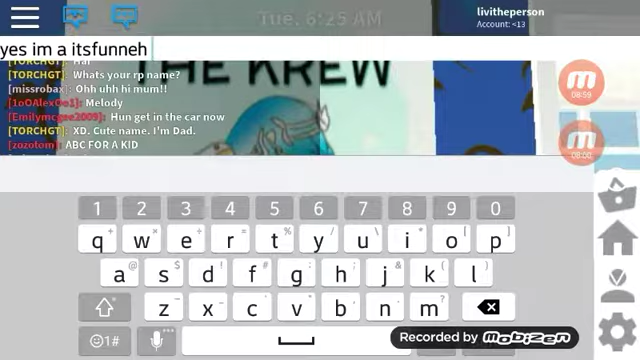 Tue. 6:25 AM
livitheperson
Account: <13
yes im a itsfunneh
THE KREW
[TORCHGT]: Hai
[TORCHGT]: Whats your rp name?
[missrobax]: Ohh uhh hi mum!!
08:59
[1oOAlexOo1]: Melody
[Emilymcgee2009]: Hun get in the car now
[TORCHGT]: XD. Cute name. I'm Dad.
[zozotom]: ABC FOR A KID
08:00
1 2 3 4 5 6 7 8 9 0
q w e r t y u i o p
a s d f g h j k l
z x c v b n m
1#
Recorded by Mobizen